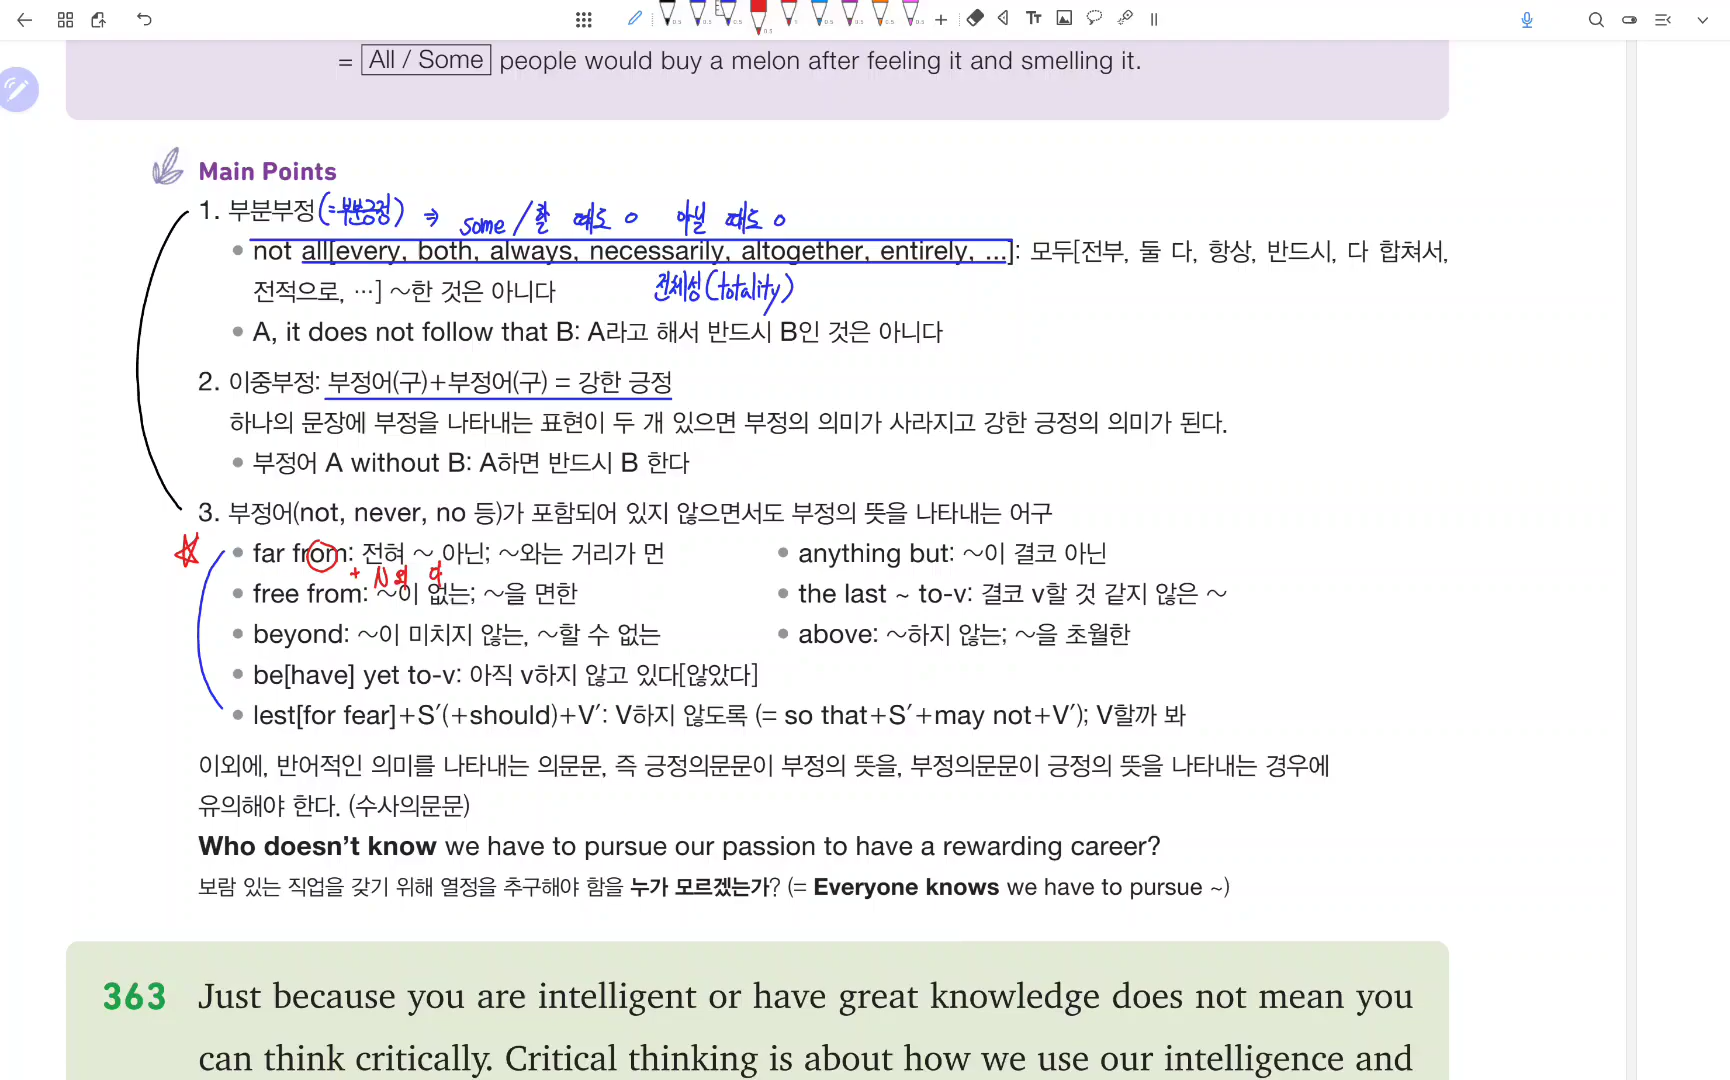 Tт
= All / Some people would buy a melon after feeling it and smelling it.
Main Points
1. 부분부정 (=부분긍정) ⇒ some / 할 때도 o 아닐 때도 o
• not all[every, both, always, necessarily, altogether, entirely, ...]: 모두[전부, 둘 다, 항상, 반드시, 다 합쳐서,
전적으로, …] ~한 것은 아니다 전체성(totality)
• A, it does not follow that B: A라고 해서 반드시 B인 것은 아니다
2. 이중부정: 부정어(구)+부정어(구) = 강한 긍정
하나의 문장에 부정을 나타내는 표현이 두 개 있으면 부정의 의미가 사라지고 강한 긍정의 의미가 된다.
• 부정어 A without B: A하면 반드시 B 한다
3. 부정어(not, never, no 등)가 포함되어 있지 않으면서도 부정의 뜻을 나타내는 어구
• far from: 전혀 ~ 아닌; ~와는 거리가 먼 • anything but: ~이 결코 아닌
+ N의
• free from: ~이 없는; ~을 면한 • the last ~ to-v: 결코 v할 것 같지 않은 ~
• beyond: ~이 미치지 않는, ~할 수 없는 • above: ~하지 않는; ~을 초월한
• be[have] yet to-v: 아직 v하지 않고 있다[않았다]
• lest[for fear]+S′(+should)+V′: V하지 않도록 (= so that+S′+may not+V′); V할까 봐
이외에, 반어적인 의미를 나타내는 의문문, 즉 긍정의문문이 부정의 뜻을, 부정의문문이 긍정의 뜻을 나타내는 경우에
유의해야 한다. (수사의문문)
Who doesn't know we have to pursue our passion to have a rewarding career?
보람 있는 직업을 갖기 위해 열정을 추구해야 함을 누가 모르겠는가? (= Everyone knows we have to pursue ~)
363 Just because you are intelligent or have great knowledge does not mean you
can think critically. Critical thinking is about how we use our intelligence and